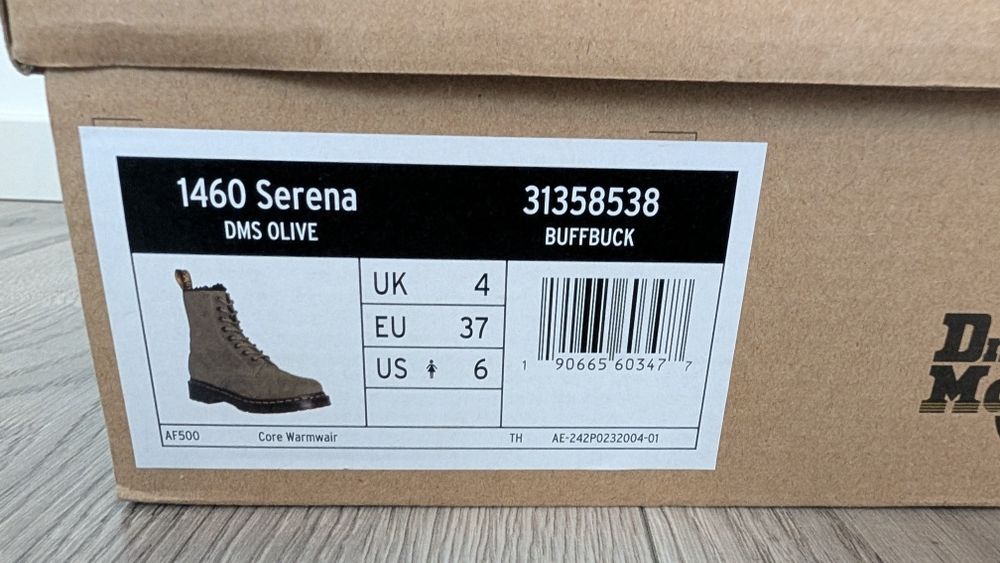 1460 Serena
DMS OLIVE
31358538
BUFFBUCK
UK 4
EU 37
US 6
1 90665 60347 7
AF500 Core Warmwair TH AE-242P0232004-01